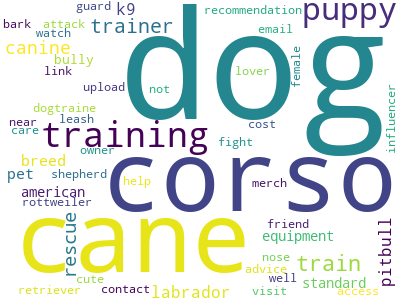 guard k9 recommendation puppy
bark attack trainer email
canine watch dog female
bully
link upload not lover
dogtraine influencer
near leash cost
training fight
care owner
breed corso
pet shepherd help merch
american
rottweiler
cane friend pitbull
rescue equipment
nose train
cute advice well standard
retriever contact labrador visit access